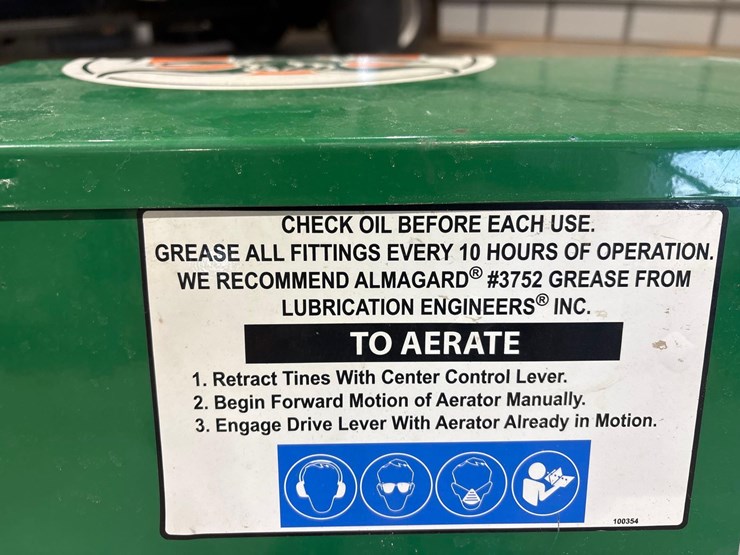 CHECK OIL BEFORE EACH USE.
GREASE ALL FITTINGS EVERY 10 HOURS OF OPERATION.
WE RECOMMEND ALMAGARD® #3752 GREASE FROM
LUBRICATION ENGINEERS® INC.
TO AERATE
1. Retract Tines With Center Control Lever.
2. Begin Forward Motion of Aerator Manually.
3. Engage Drive Lever With Aerator Already in Motion.
100354